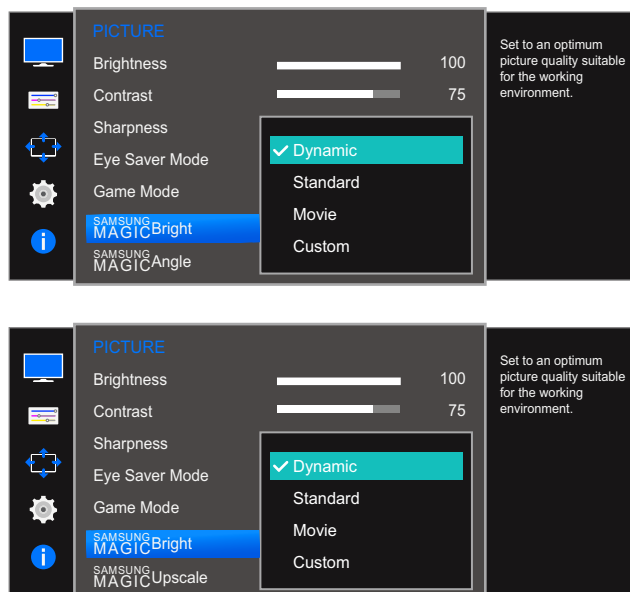 PICTURE
Brightness 100
Contrast 75
Sharpness
Eye Saver Mode
Game Mode
SAMSUNG
MAGICBright
SAMSUNG
MAGICAngle
Dynamic
Standard
Movie
Custom
Set to an optimum
picture quality suitable
for the working
environment.
PICTURE
Brightness 100
Contrast 75
Sharpness
Eye Saver Mode
Game Mode
SAMSUNG
MAGICBright
SAMSUNG
MAGICUpscale
Dynamic
Standard
Movie
Custom
Set to an optimum
picture quality suitable
for the working
environment.